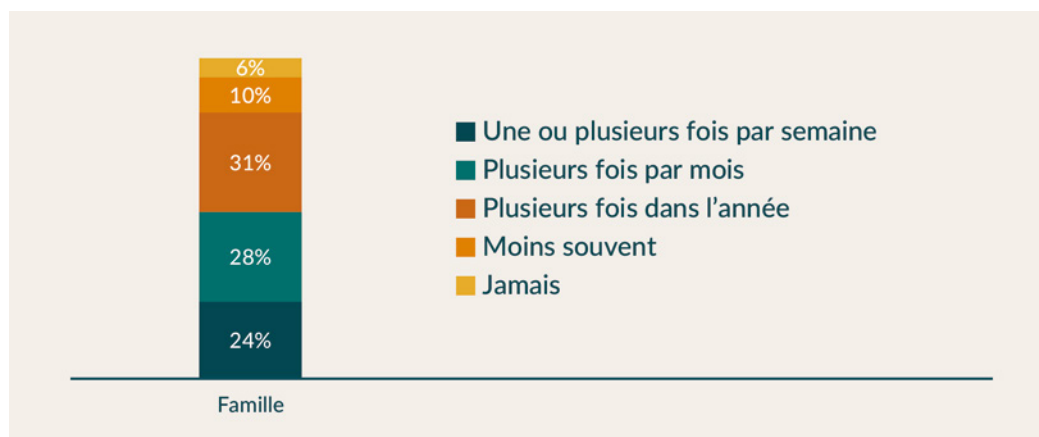 6%
10%
31%
28%
24%
Famille
Une ou plusieurs fois par semaine
Plusieurs fois par mois
Plusieurs fois dans l’année
Moins souvent
Jamais